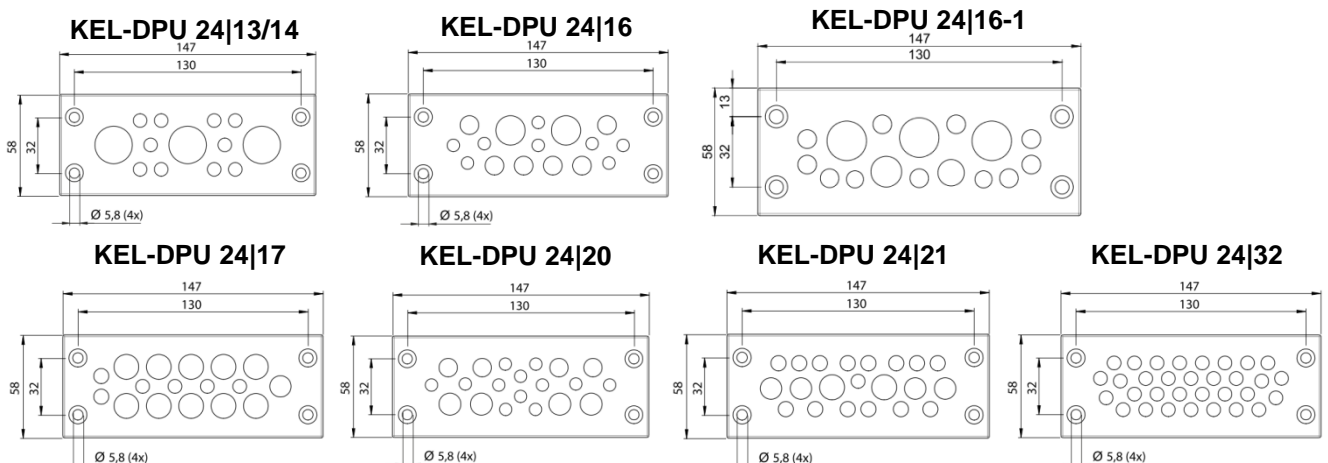 KEL-DPU 24|13/14
147
130
58
32
Ø 5,8 (4x)
KEL-DPU 24|16
147
130
58
32
Ø 5,8 (4x)
KEL-DPU 24|16-1
147
130
13
58
32
KEL-DPU 24|17
147
130
58
32
Ø 5,8 (4x)
KEL-DPU 24|20
147
130
58
32
Ø 5,8 (4x)
KEL-DPU 24|21
147
130
58
32
Ø 5,8 (4x)
KEL-DPU 24|32
147
130
58
32
Ø 5,8 (4x)